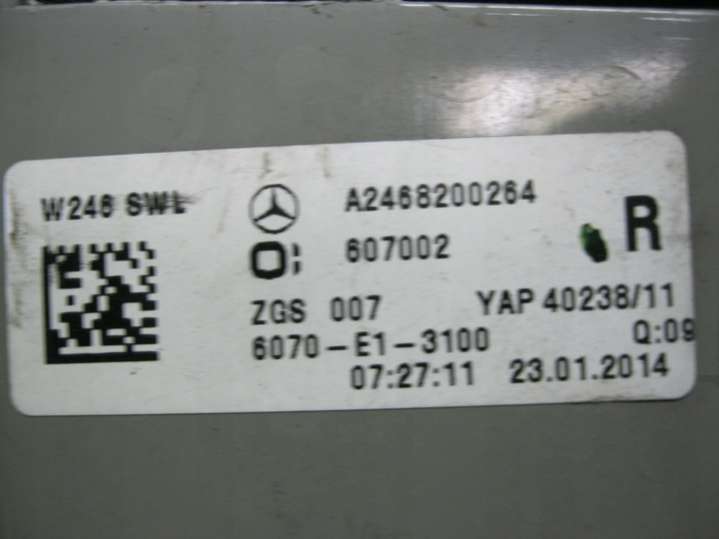 W246 SWL A2468200264
607002 R
ZGS 007 YAP 40238/11
6070-E1-3100 Q:09
07:27:11 23.01.2014